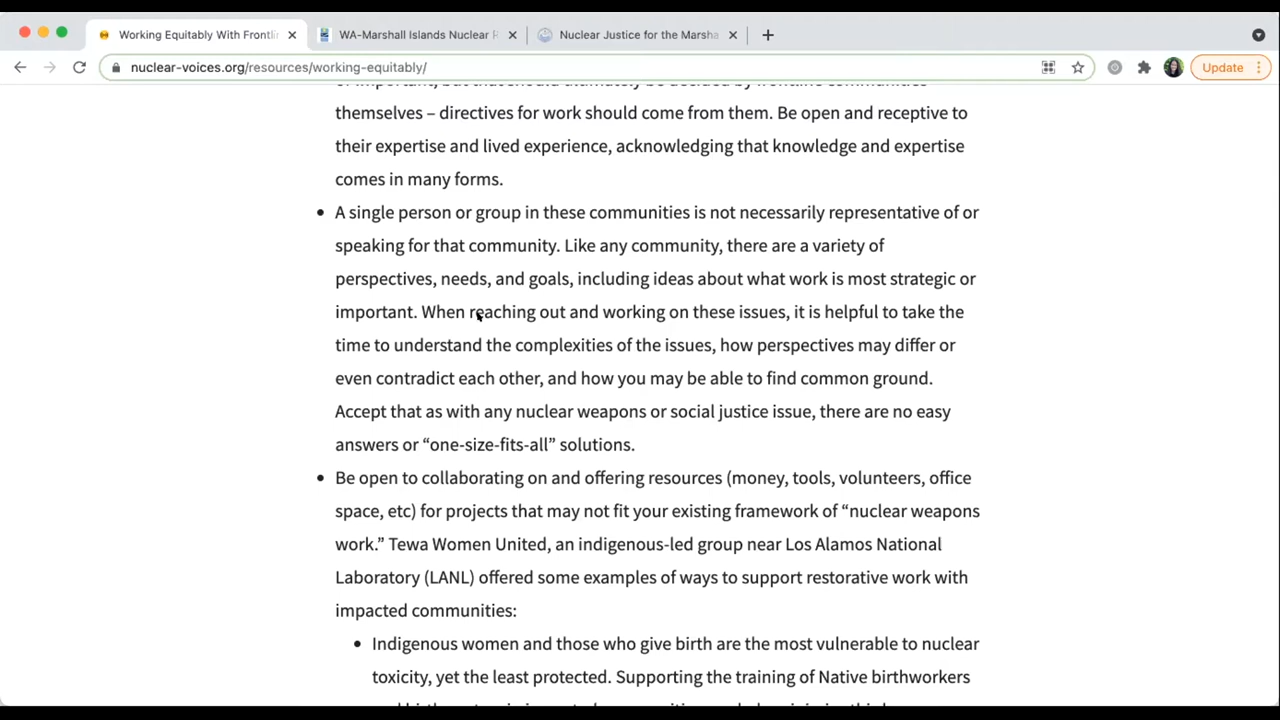 Working Equitably With Frontli
WA-Marshall Islands Nuclear R
Nuclear Justice for the Marsha
nuclear-voices.org/resources/working-equitably/
Update
or important, but that should ultimately be decided by frontline communities
themselves – directives for work should come from them. Be open and receptive to
their expertise and lived experience, acknowledging that knowledge and expertise
comes in many forms.
• A single person or group in these communities is not necessarily representative of or
speaking for that community. Like any community, there are a variety of
perspectives, needs, and goals, including ideas about what work is most strategic or
important. When reaching out and working on these issues, it is helpful to take the
time to understand the complexities of the issues, how perspectives may differ or
even contradict each other, and how you may be able to find common ground.
Accept that as with any nuclear weapons or social justice issue, there are no easy
answers or “one-size-fits-all” solutions.
• Be open to collaborating on and offering resources (money, tools, volunteers, office
space, etc) for projects that may not fit your existing framework of “nuclear weapons
work.” Tewa Women United, an indigenous-led group near Los Alamos National
Laboratory (LANL) offered some examples of ways to support restorative work with
impacted communities:
• Indigenous women and those who give birth are the most vulnerable to nuclear
toxicity, yet the least protected. Supporting the training of Native birthworkers